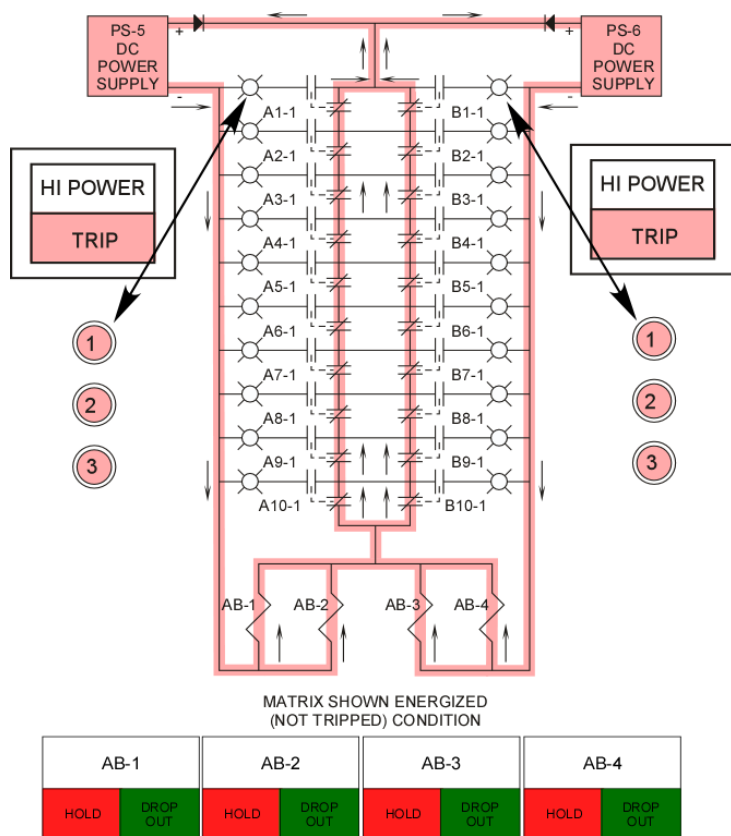 PS-5
DC
POWER
SUPPLY
+
-
PS-6
DC
POWER
SUPPLY
+
-
A1-1
B1-1
A2-1
B2-1
A3-1
B3-1
A4-1
B4-1
A5-1
B5-1
A6-1
B6-1
A7-1
B7-1
A8-1
B8-1
A9-1
B9-1
A10-1
B10-1
HI POWER
TRIP
1
2
3
HI POWER
TRIP
1
2
3
AB-1
AB-2
AB-3
AB-4
MATRIX SHOWN ENERGIZED
(NOT TRIPPED) CONDITION
AB-1
HOLD
DROP
OUT
AB-2
HOLD
DROP
OUT
AB-3
HOLD
DROP
OUT
AB-4
HOLD
DROP
OUT